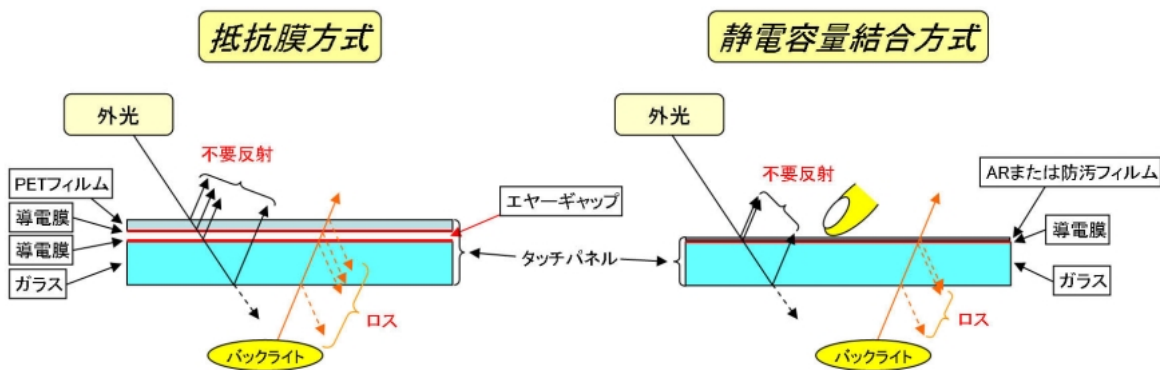 抵抗膜方式
静電容量結合方式
外光
不要反射
PETフィルム
導電膜
導電膜
ガラス
エヤーギャップ
タッチパネル
ロス
バックライト
外光
不要反射
ARまたは防汚フィルム
導電膜
ガラス
ロス
バックライト